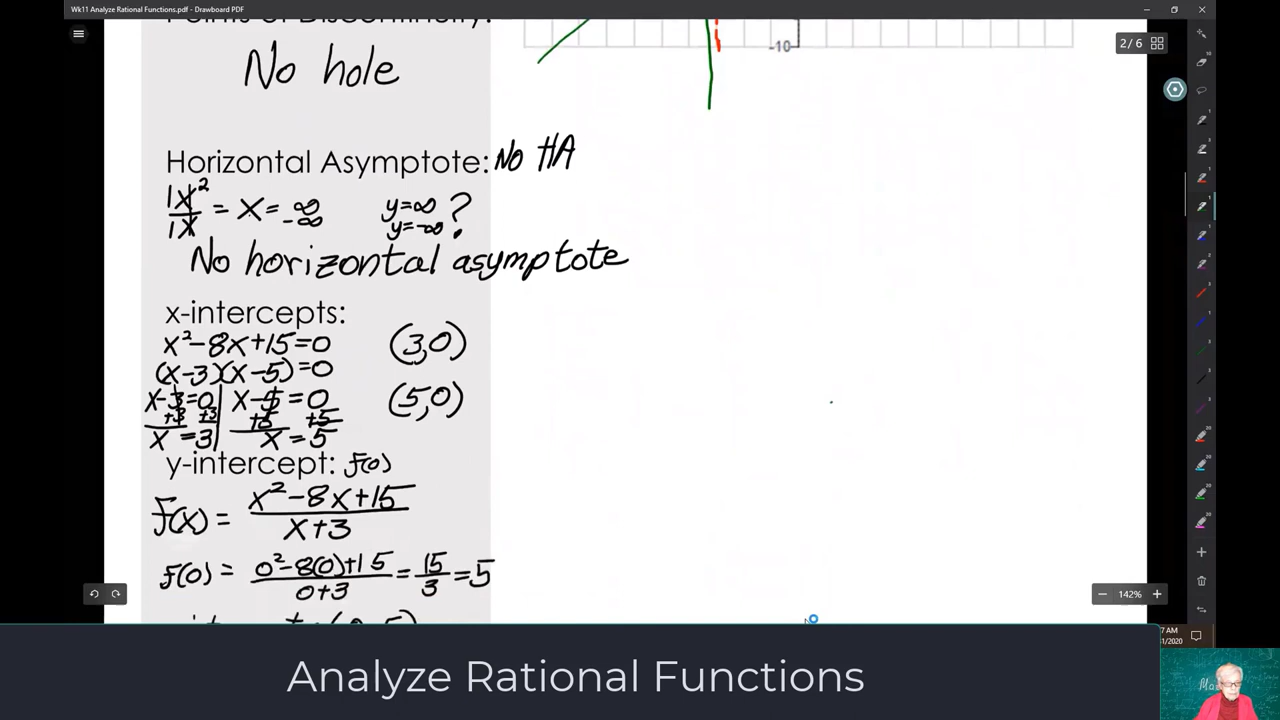 Wk11 Analyze Rational Functions.pdf - Drawboard PDF
Points of Discontinuity:
No hole
-10
2/6
Horizontal Asymptote: No HA
1x²/1x = x = ∞ -∞ y=∞ y=-∞ ?
No horizontal asymptote
x-intercepts:
x²-8x+15=0 (3,0)
(x-3)(x-5)=0
x-3=0 | x-5=0 (5,0)
+3 +3 | +5 +5
x =3 | x =5
y-intercept: f(0)
f(x) = x²-8x+15 / x+3
f(0) = 0²-8(0)+15 / 0+3 = 15/3 = 5
142%
Analyze Rational Functions